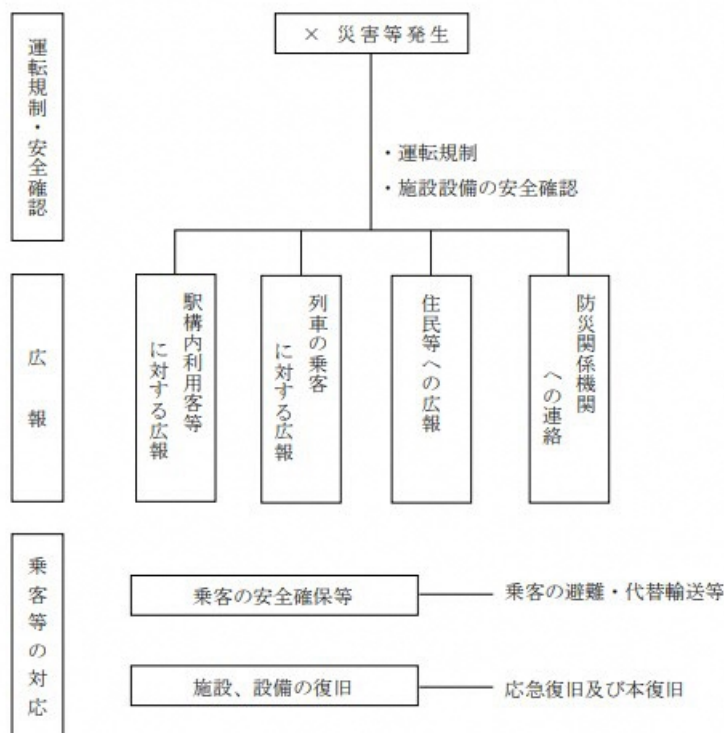 運転規制・安全確認
× 災害等発生
・運転規制
・施設設備の安全確認
広報
駅構内利用客等
に対する広報
列車の乗客
に対する広報
住民等への広報
防災関係機関
への連絡
乗客等の対応
乗客の安全確保等
乗客の避難・代替輸送等
施設、設備の復旧
応急復旧及び本復旧